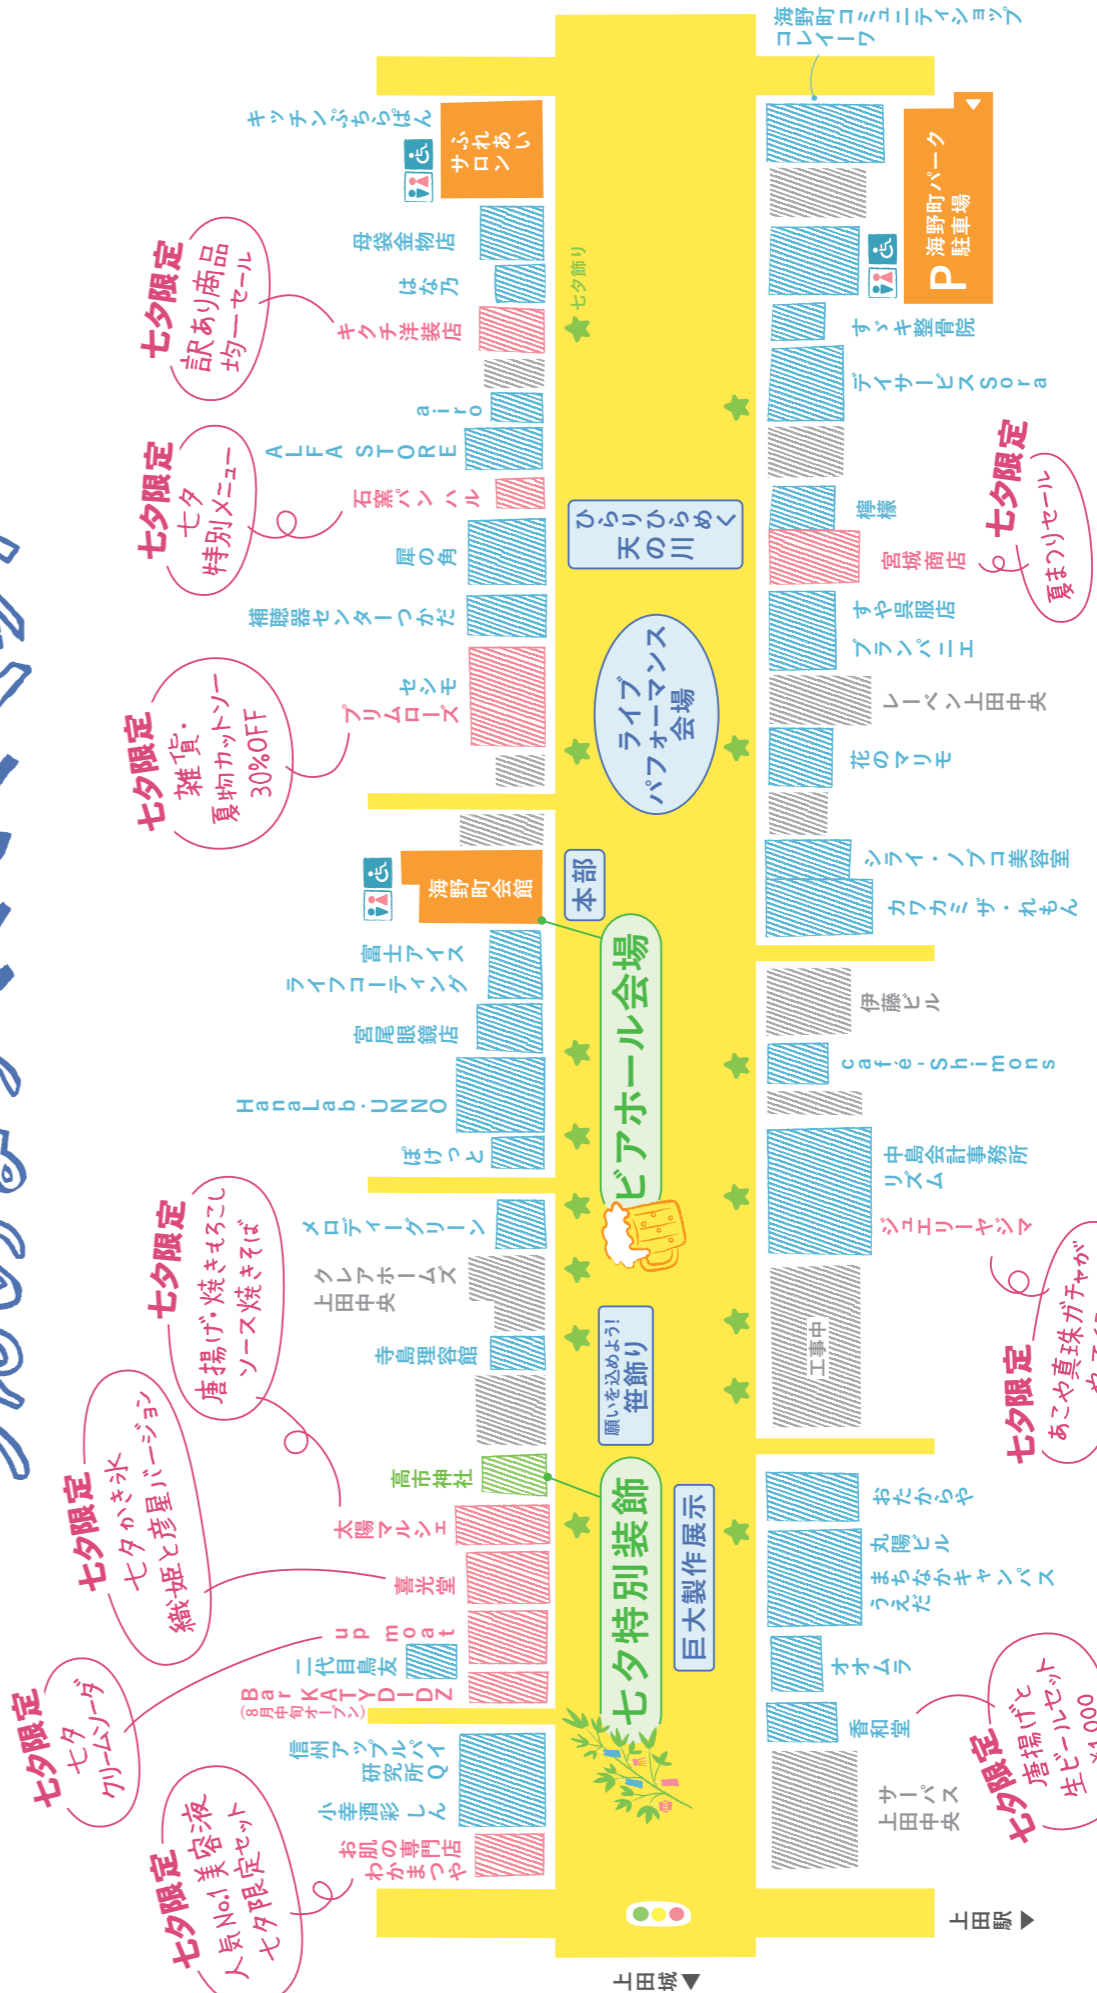 七夕限定
人気No.1 美容液
七夕限定セット
七夕限定
七夕
クリームソーダ
七夕限定
七夕かき氷
織姫と彦星バージョン
七夕限定
唐揚げ・焼きもろこし
ソース焼きそば
七夕限定
雑貨・
夏物カットソー
30%OFF
七夕限定
七夕
特別メニュー
七夕限定
訳あり商品
均一セール
お肌の専門店
わかまつや
小幸酒彩 しん
信州アップルパイ
研究所Q
Bar KATYDIDZ
(8月中旬オープン)
二代目鳥友
up moat
喜光堂
太陽マルシェ
高市神社
寺島理容館
クレアホームズ
上田中央
メロディーグリーン
ぽけっと
HanaLab.UNNO
宮尾眼鏡店
ライフコーティング
富士アイス
海野町会館
プリムローズ
セシモ
補聴器センターつかだ
犀の角
石窯パン ハル
ALFA STORE
airo
キクチ洋装店
はな乃
母袋金物店
キッチンぷちらぱん
ふれあい
サロン
上田城
七夕特別装飾
巨大製作展示
願いを込めよう!
笹飾り
ビアホール会場
本部
ライブ
パフォーマンス
会場
ひらりひらめく
天の川
七夕飾り
上田駅
サーパス
上田中央
香和堂
オオムラ
丸陽ビル
まちなかキャンパス
うえだ
おたからや
工事中
中島会計事務所
リズム
ジュエリーヤジマ
café-Shimons
伊藤ビル
カワカミザ・れもん
シライ・ノブコ美容室
花のマリモ
レーベン上田中央
ブランパニエ
すや呉服店
宮城商店
檸檬
デイサービスSora
すゞキ整骨院
P
海野町パーク
駐車場
海野町コミュニティショップ
コレイーワ
七夕限定
唐揚げと
生ビールセット
七夕限定
あこや真珠ガチャが
七夕限定
夏まつりセール